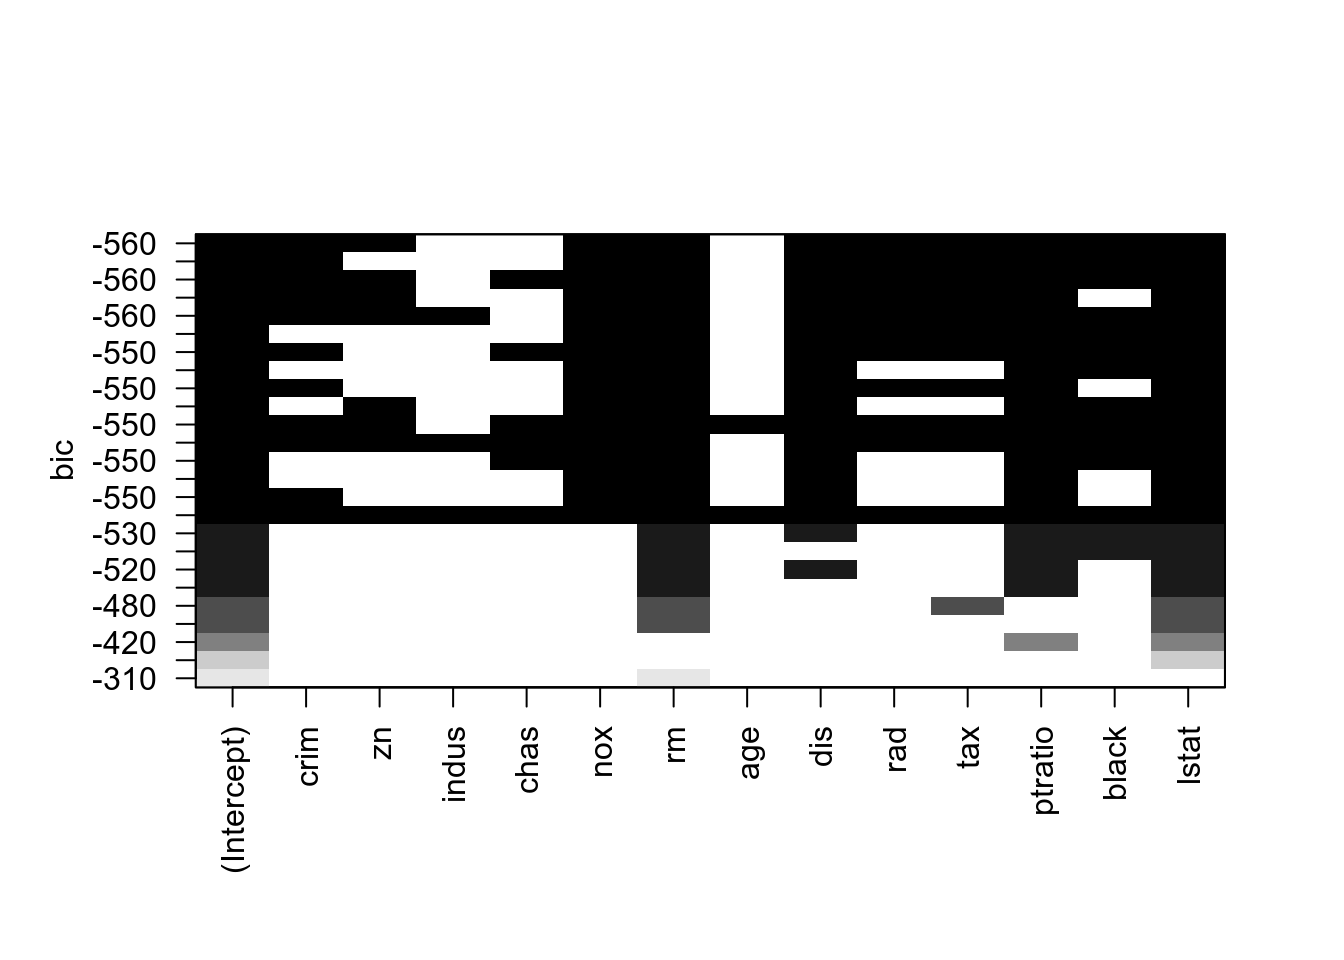 -560
-560
-560
-550
-550
-550
-550
-550
-530
-520
-480
-420
-310
bic
(Intercept)
crim
zn
indus
chas
nox
rm
age
dis
rad
tax
ptratio
black
lstat